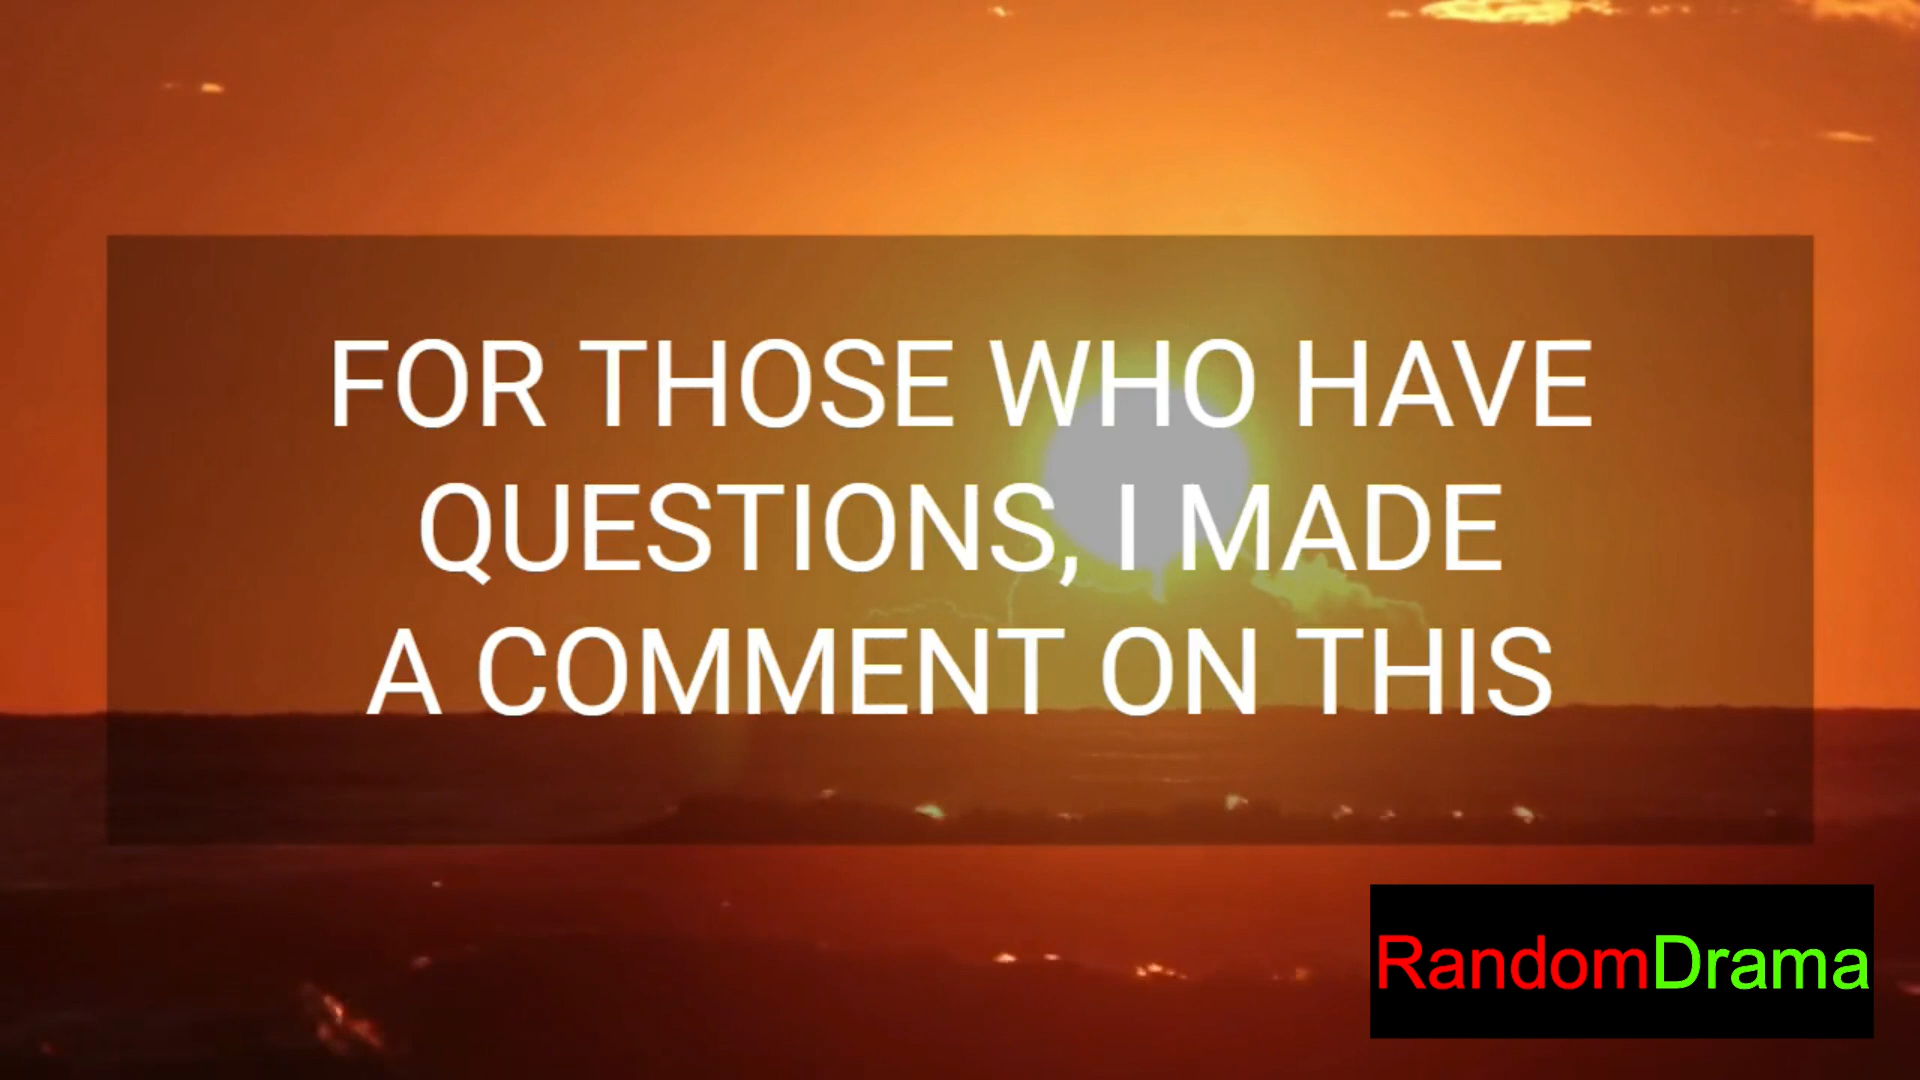 FOR THOSE WHO HAVE
QUESTIONS, I MADE
A COMMENT ON THIS
RandomDrama